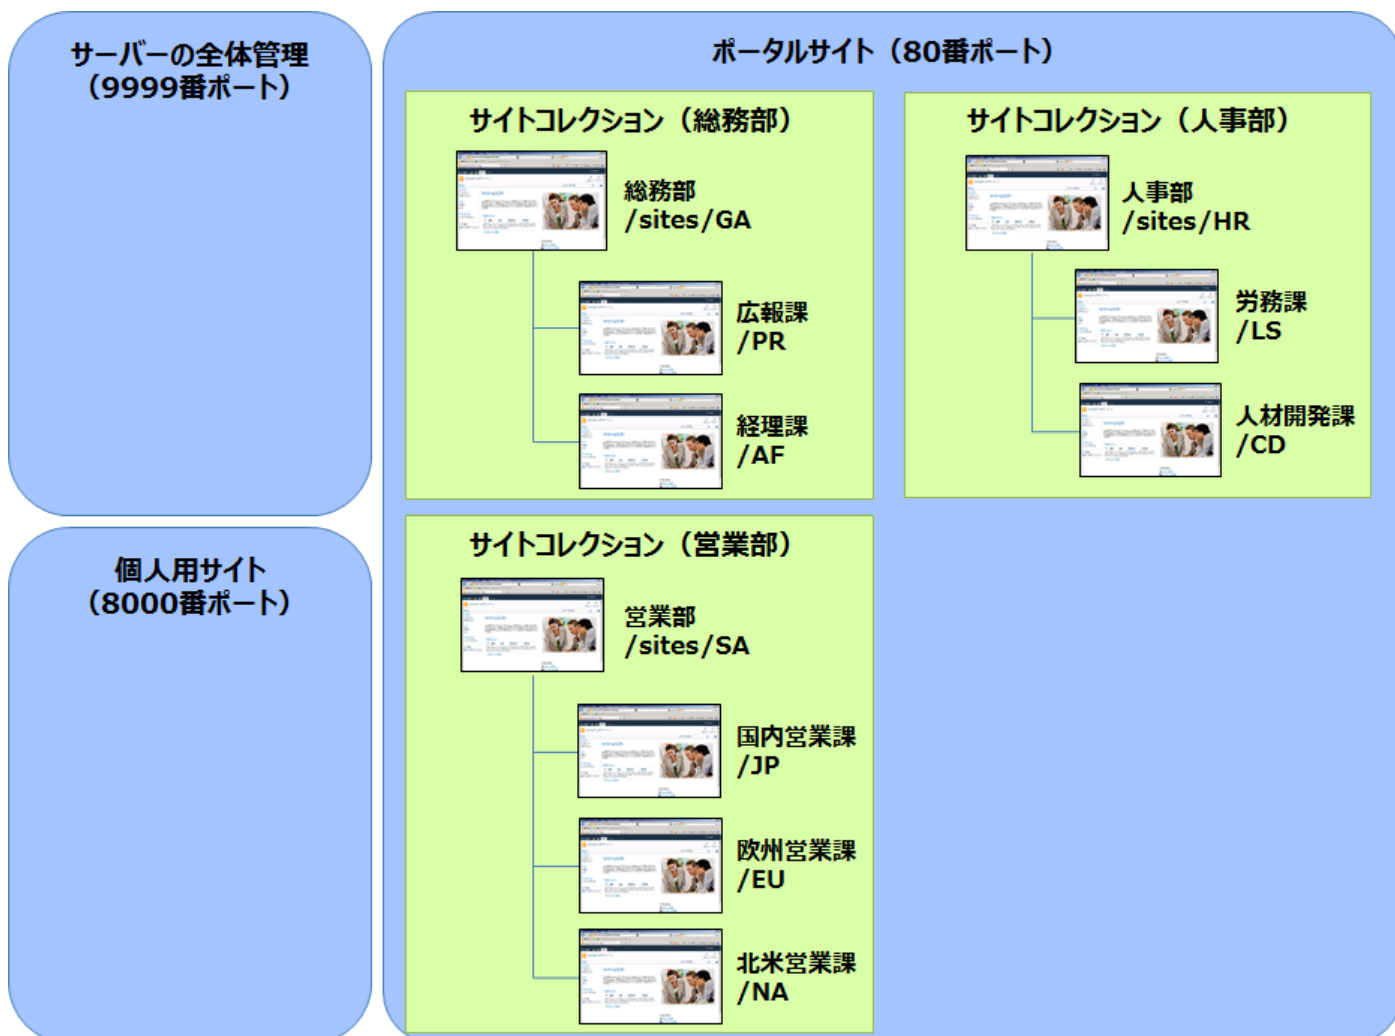 サーバーの全体管理
（9999番ポート）
ポータルサイト（80番ポート）
サイトコレクション（総務部）
総務部
/sites/GA
広報課
/PR
経理課
/AF
サイトコレクション（人事部）
人事部
/sites/HR
労務課
/LS
人材開発課
/CD
個人用サイト
（8000番ポート）
サイトコレクション（営業部）
営業部
/sites/SA
国内営業課
/JP
欧州営業課
/EU
北米営業課
/NA